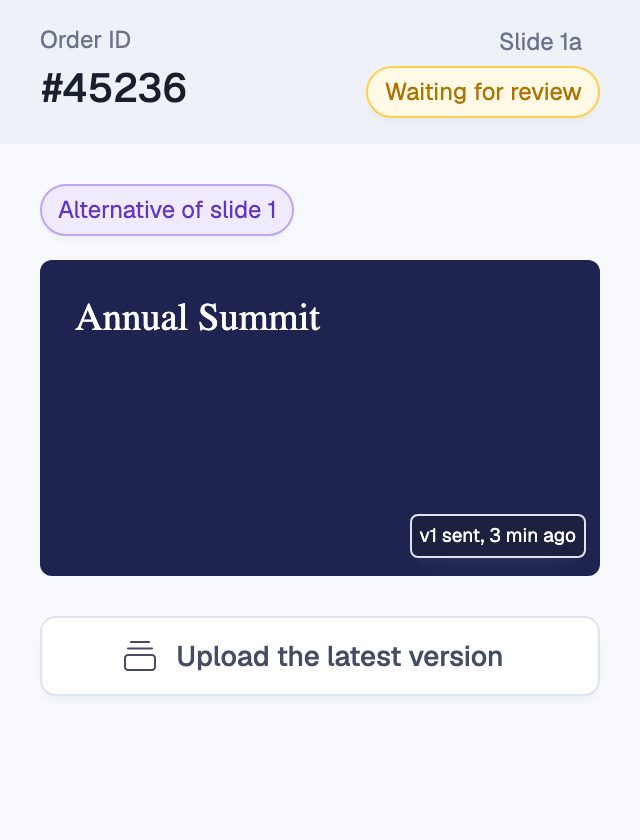 Order ID
Slide 1a
#45236
Waiting for review
Alternative of slide 1
Annual Summit
v1 sent, 3 min ago
Upload the latest version